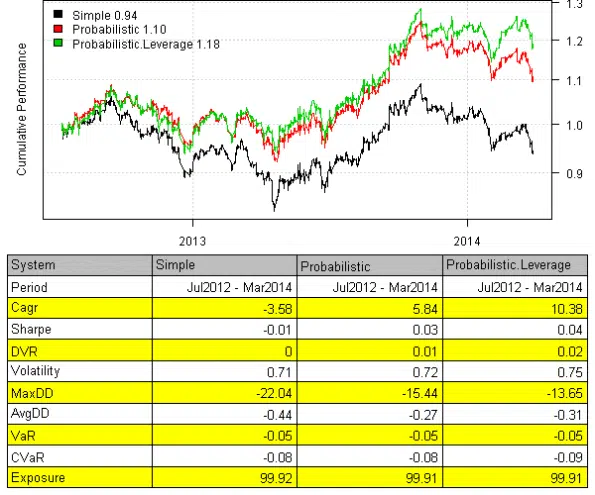 Simple 0.94
Probabilistic 1.10
Probabilistic.Leverage 1.18
Cumulative Performance
1.3
1.2
1.1
1.0
0.9
2013 2014
System Simple Probabilistic Probabilistic.Leverage
Period Jul2012 - Mar2014 Jul2012 - Mar2014 Jul2012 - Mar2014
Cagr -3.58 5.84 10.38
Sharpe -0.01 0.03 0.04
DVR 0 0.01 0.02
Volatility 0.71 0.72 0.75
MaxDD -22.04 -15.44 -13.65
AvgDD -0.44 -0.27 -0.31
VaR -0.05 -0.05 -0.05
CVaR -0.08 -0.08 -0.09
Exposure 99.92 99.91 99.91